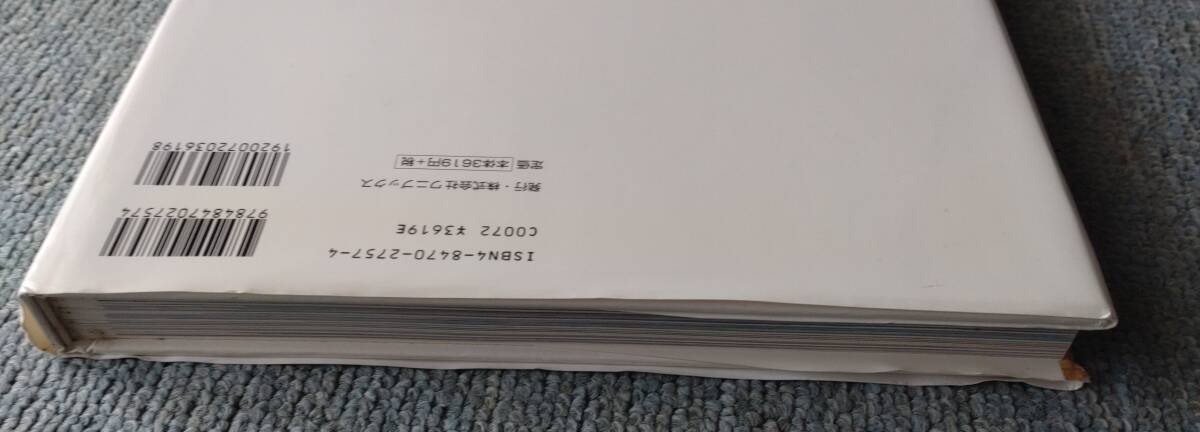 ISBN4-8470-2757-4
C0072 ¥3619E
発行・株式会社ワニブックス
定価 本体3619円+税
9784847027574
1920072036198